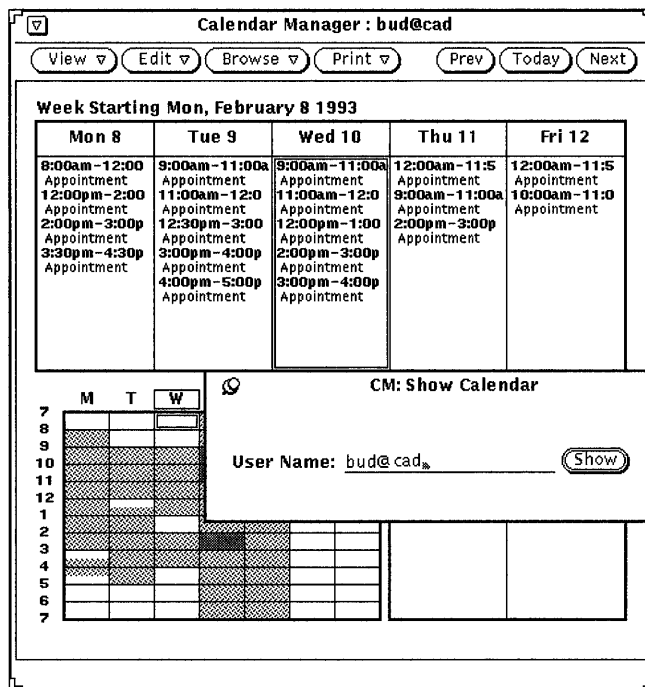 Calendar Manager : bud@cad
View Edit Browse Print Prev Today Next
Week Starting Mon, February 8 1993
Mon 8 Tue 9 Wed 10 Thu 11 Fri 12
8:00am-12:00 9:00am-11:00a 9:00am-11:00a 12:00am-11:5 12:00am-11:5
Appointment Appointment Appointment Appointment Appointment
12:00pm-2:00 11:00am-12:0 11:00am-12:0 9:00am-11:00a 10:00am-11:0
Appointment Appointment Appointment Appointment Appointment
2:00pm-3:00p 12:30pm-3:00 12:00pm-1:00 2:00pm-3:00p
Appointment Appointment Appointment Appointment
3:30pm-4:30p 3:00pm-4:00p 2:00pm-3:00p
Appointment Appointment Appointment
4:00pm-5:00p 3:00pm-4:00p
Appointment Appointment
CM: Show Calendar
User Name: bud@cad Show
M T W
7
8
9
10
11
12
1
2
3
4
5
6
7